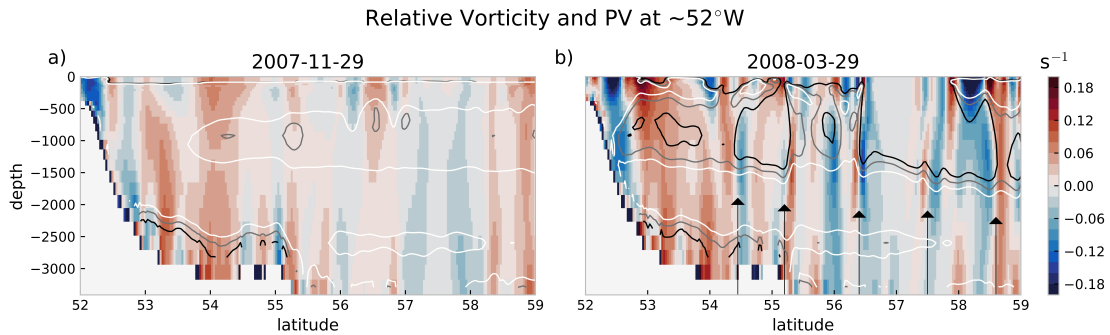 Relative Vorticity and PV at ~52°W
a)
2007-11-29
b)
2008-03-29
s⁻¹
depth
0
−500
−1000
−1500
−2000
−2500
−3000
52 53 54 55 56 57 58 59
latitude
52 53 54 55 56 57 58 59
latitude
0.18
0.12
0.06
0.00
−0.06
−0.12
−0.18